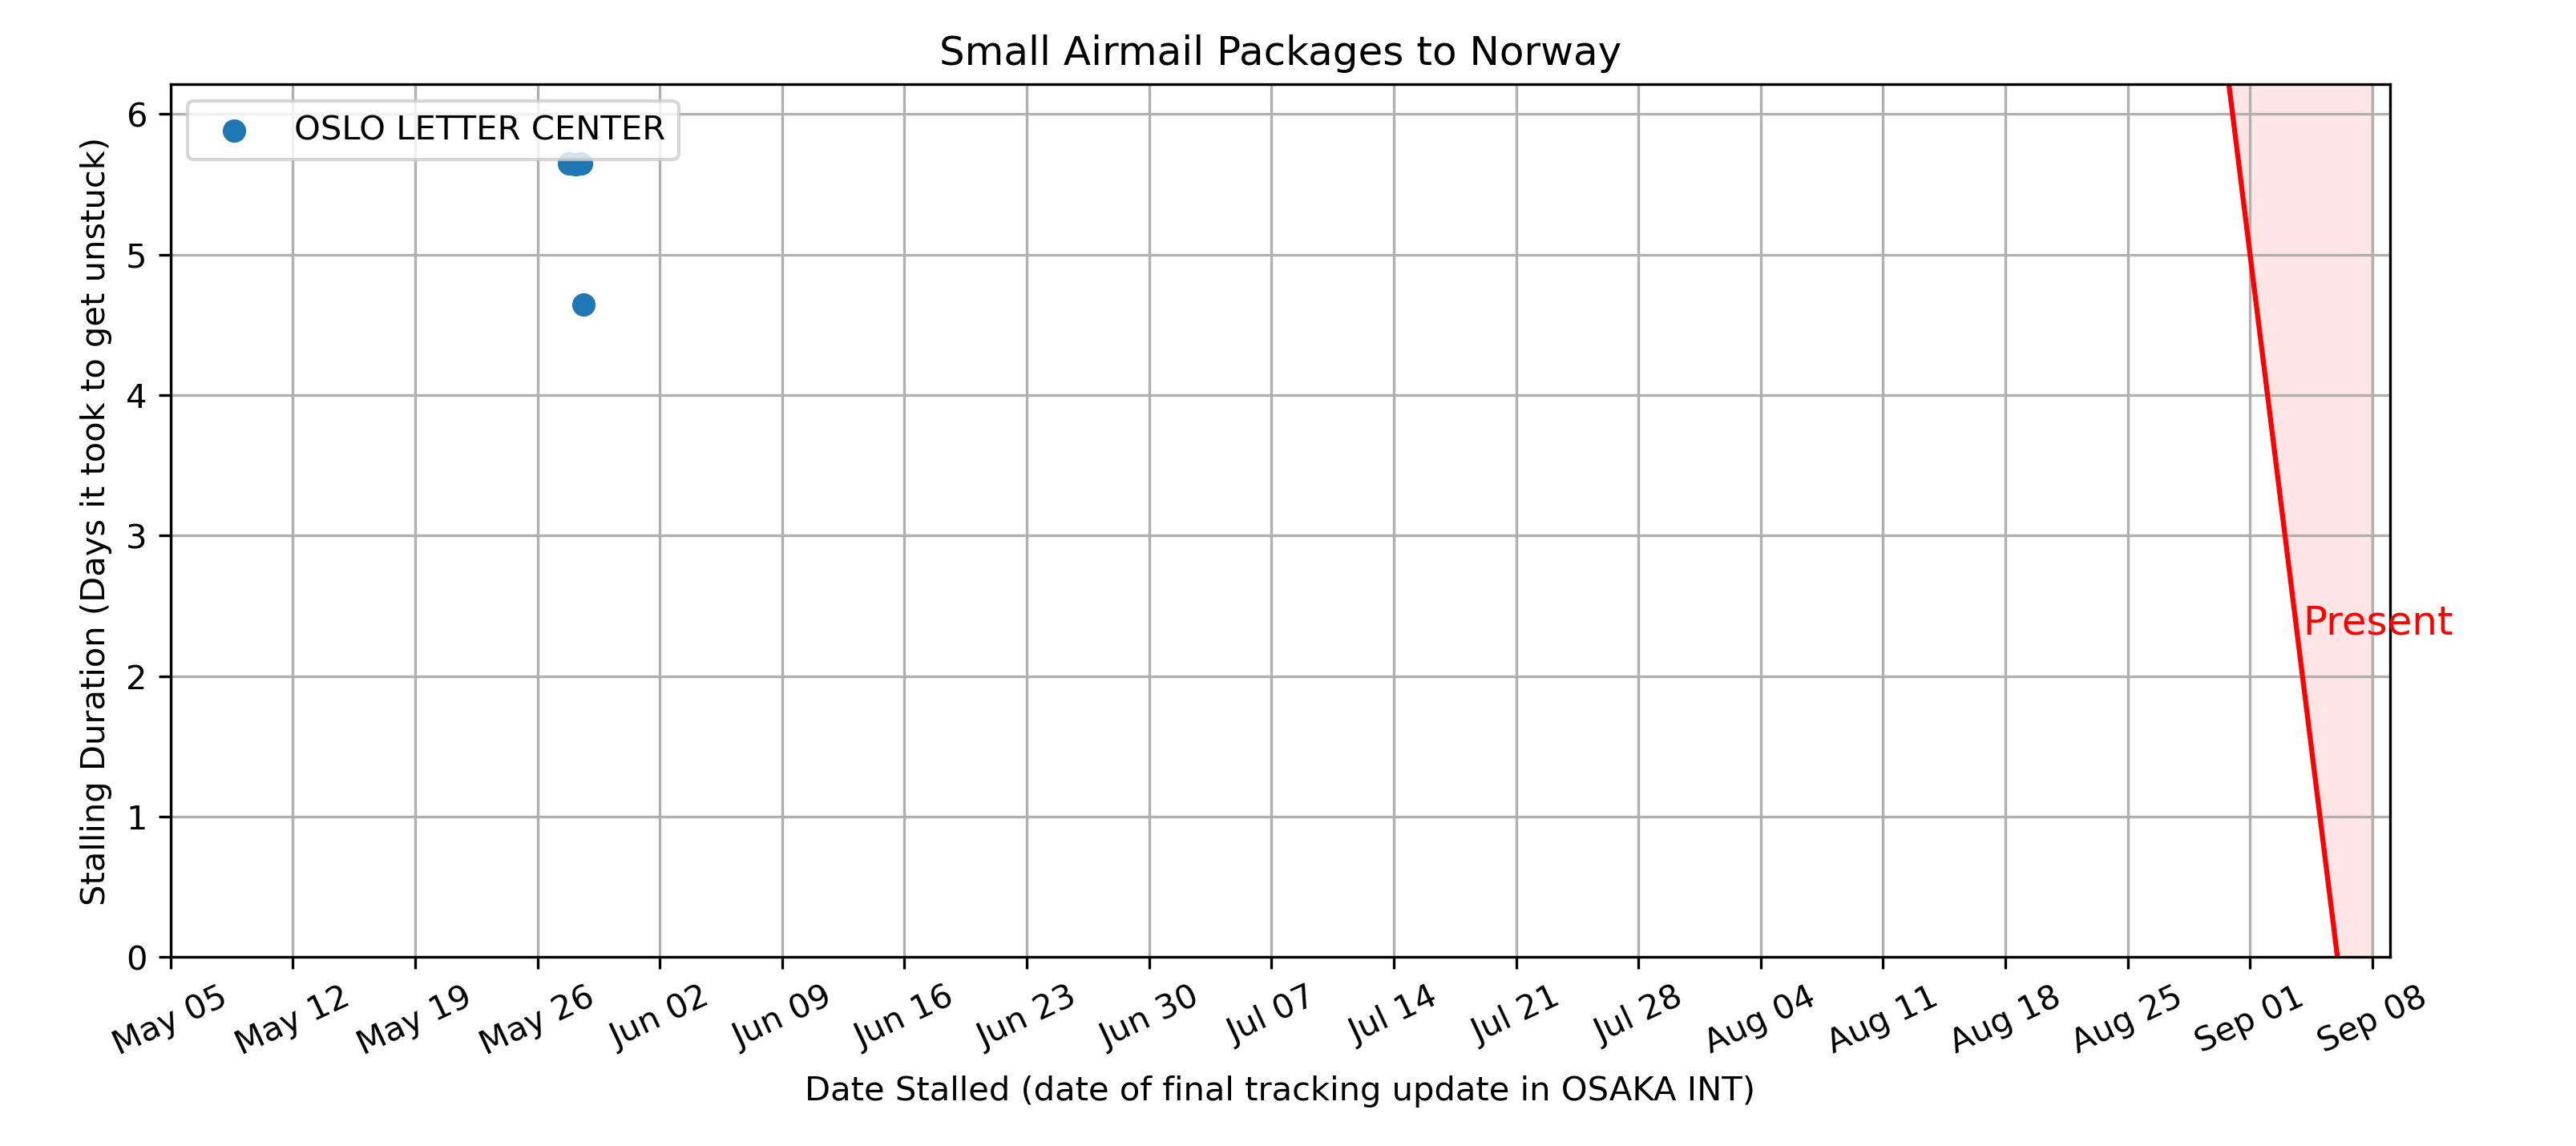 Small Airmail Packages to Norway
OSLO LETTER CENTER
Stalling Duration (Days it took to get unstuck)
6
5
4
3
2
1
0
Present
May 05
May 12
May 19
May 26
Jun 02
Jun 09
Jun 16
Jun 23
Jun 30
Jul 07
Jul 14
Jul 21
Jul 28
Aug 04
Aug 11
Aug 18
Aug 25
Sep 01
Sep 08
Date Stalled (date of final tracking update in OSAKA INT)